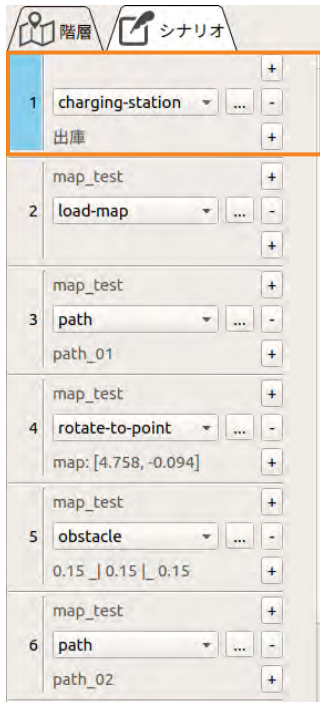 階層 シナリオ
+
1 charging-station ... -
出庫 +
map_test +
2 load-map ... -
+
map_test +
3 path ... -
path_01 +
map_test +
4 rotate-to-point ... -
map: [4.758, -0.094] +
map_test +
5 obstacle ... -
0.15 _| 0.15 |_ 0.15 +
map_test +
6 path ... -
path_02 +